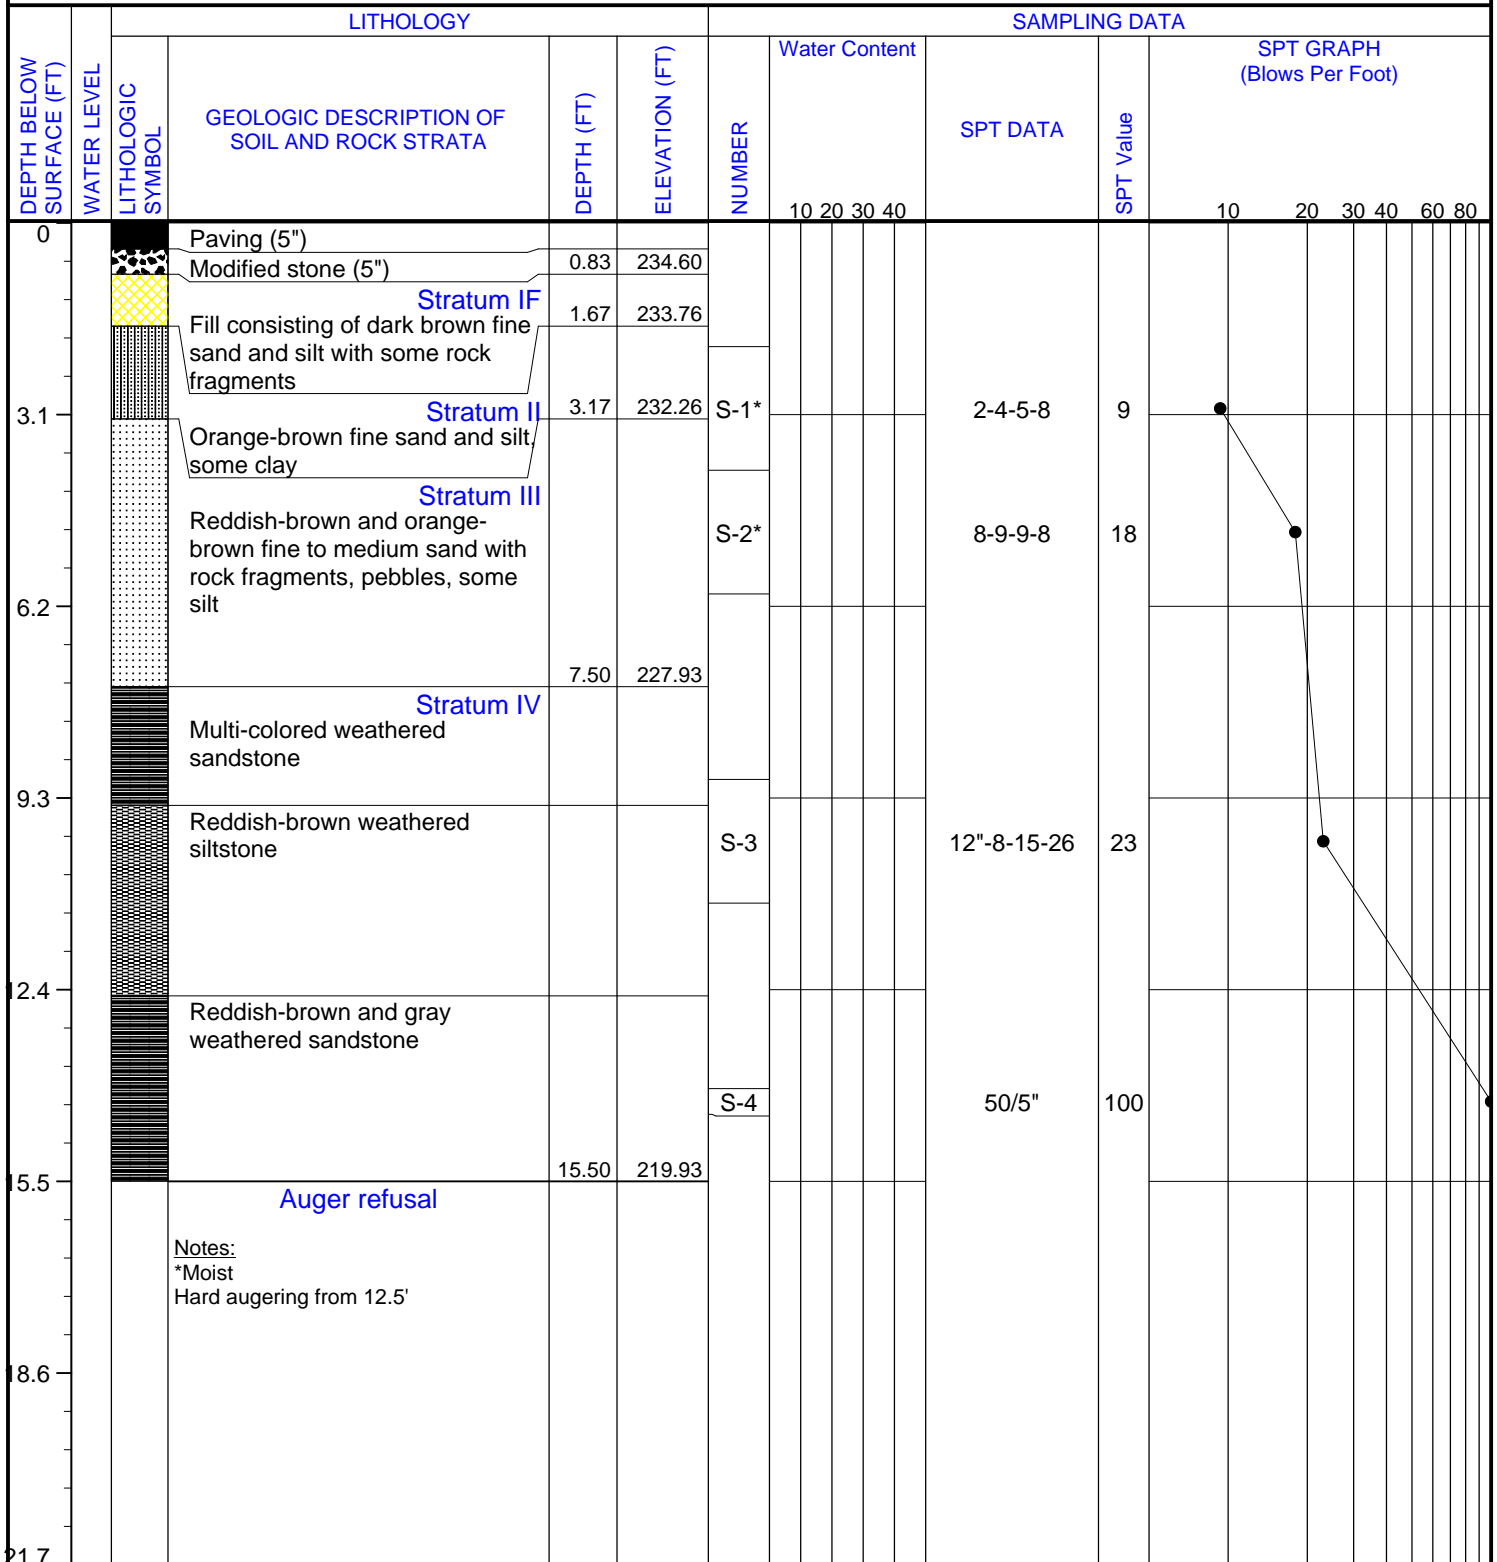 LITHOLOGY
SAMPLING DATA
DEPTH BELOW
SURFACE (FT)
WATER LEVEL
LITHOLOGIC
SYMBOL
GEOLOGIC DESCRIPTION OF
SOIL AND ROCK STRATA
DEPTH (FT)
ELEVATION (FT)
NUMBER
Water Content
10 20 30 40
SPT DATA
SPT Value
SPT GRAPH
(Blows Per Foot)
10 20 30 40 60 80
0
Paving (5")
0.83 234.60
Modified stone (5")
Stratum IF
1.67 233.76
Fill consisting of dark brown fine
sand and silt with some rock
fragments
3.1
Stratum II
3.17 232.26
S-1* 2-4-5-8 9
Orange-brown fine sand and silt,
some clay
Stratum III
Reddish-brown and orange-
brown fine to medium sand with
rock fragments, pebbles, some
silt
S-2* 8-9-9-8 18
6.2
7.50 227.93
Stratum IV
Multi-colored weathered
sandstone
9.3
Reddish-brown weathered
siltstone
S-3 12"-8-15-26 23
12.4
Reddish-brown and gray
weathered sandstone
S-4 50/5" 100
15.50 219.93
15.5
Auger refusal
Notes:
*Moist
Hard augering from 12.5'
18.6
21.7